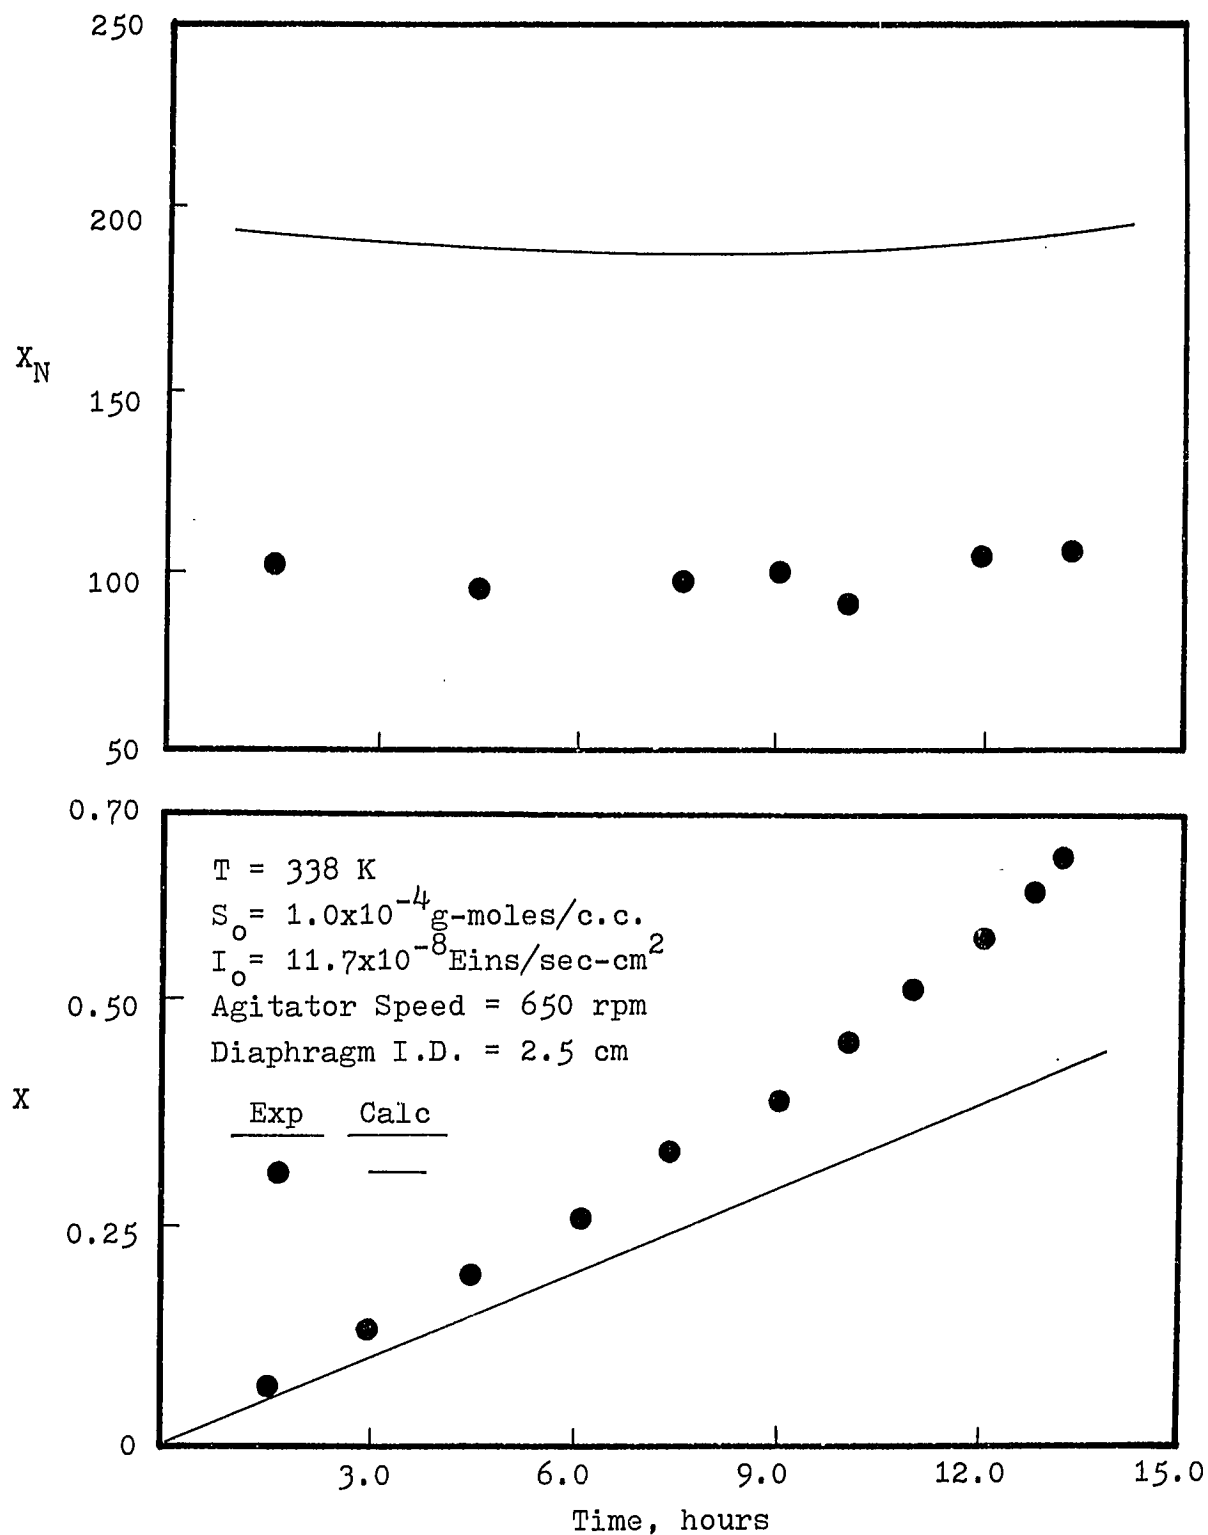 250
200
X_N
150
100
50
0.70
T = 338 K
S_o = 1.0x10^-4 g-moles/c.c.
I_o = 11.7x10^-8 Eins/sec-cm^2
0.50
Agitator Speed = 650 rpm
Diaphragm I.D. = 2.5 cm
X
Exp Calc
0.25
0
3.0 6.0 9.0 12.0 15.0
Time, hours